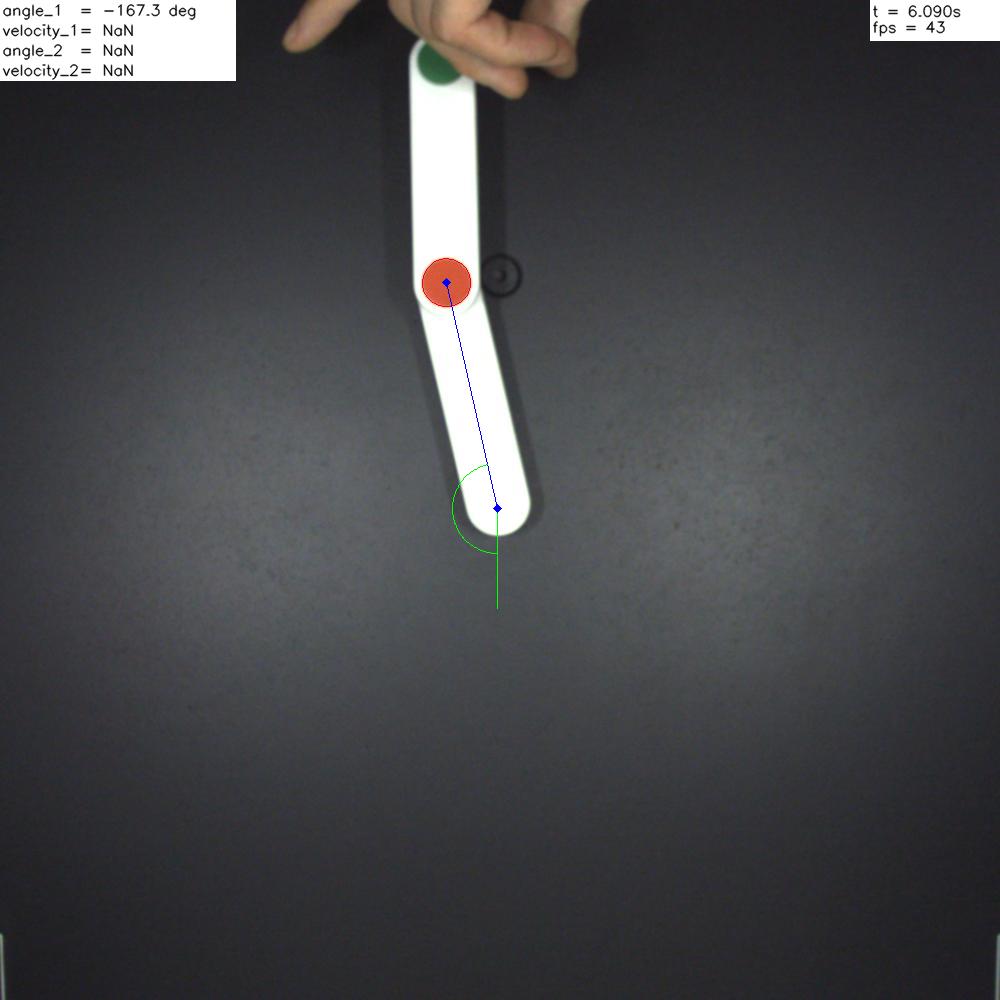 angle_1 = -167.3 deg
velocity_1= NaN
angle_2 = NaN
velocity_2= NaN
t = 6.090s
fps = 43